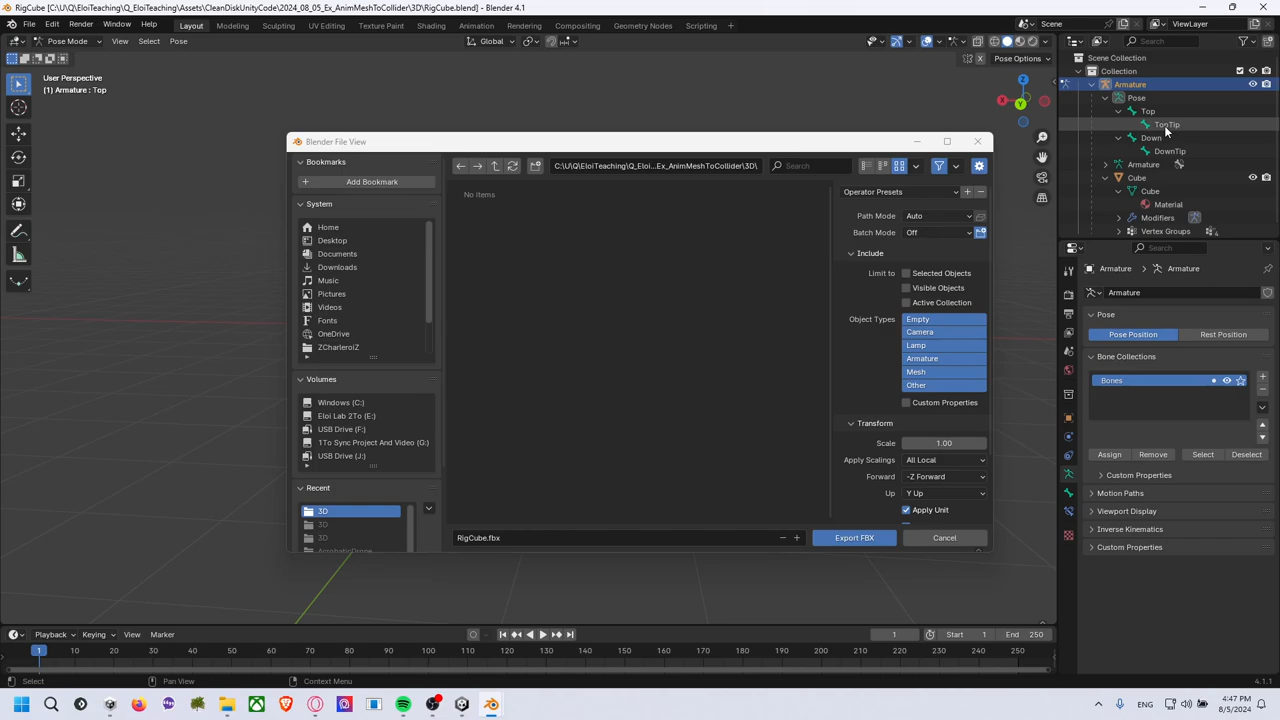 RigCube [C:\U\Q\EloiTeaching\Q_EloiTeaching\Assets\CleanDiskUnityCode\2024_08_05_Ex_AnimMeshToCollider\3D\RigCube.blend] - Blender 4.1
File Edit Render Window Help Layout Modeling Sculpting UV Editing Texture Paint Shading Animation Rendering Compositing Geometry Nodes Scripting Scene ViewLayer
Pose Mode View Select Pose Global Search
X Pose Options
User Perspective
(1) Armature : Top
Z
X
Y
Scene Collection
Collection
Armature
Pose
Top
TopTip
Down
DownTip
Armature
Cube
Cube
Material
Modifiers
Vertex Groups
Blender File View
Bookmarks
Add Bookmark
System
Home
Desktop
Documents
Downloads
Music
Pictures
Videos
Fonts
OneDrive
ZCharleroiZ
Volumes
Windows (C:)
Eloi Lab 2To (E:)
USB Drive (F:)
1To Sync Project And Video (G:)
USB Drive (J:)
Recent
3D
3D
3D
AcrobaticDrone
C:\U\Q\EloiTeaching\Q_Eloi...Ex_AnimMeshToCollider\3D\
Search
No items
Operator Presets
Path Mode Auto
Batch Mode Off
Include
Limit to Selected Objects
Visible Objects
Active Collection
Object Types Empty
Camera
Lamp
Armature
Mesh
Other
Custom Properties
Transform
Scale 1.00
Apply Scalings All Local
Forward -Z Forward
Up Y Up
Apply Unit
RigCube.fbx
Export FBX
Cancel
Search
Armature Armature
Armature
Pose
Pose Position Rest Position
Bone Collections
Bones
Assign Remove Select Deselect
Custom Properties
Motion Paths
Viewport Display
Inverse Kinematics
Custom Properties
Playback Keying View Marker 1 Start 1 End 250
1 10 20 30 40 50 60 70 80 90 100 110 120 130 140 150 160 170 180 190 200 210 220 230 240 250
Select Pan View Context Menu 4.1.1
ENG 4:47 PM
8/5/2024